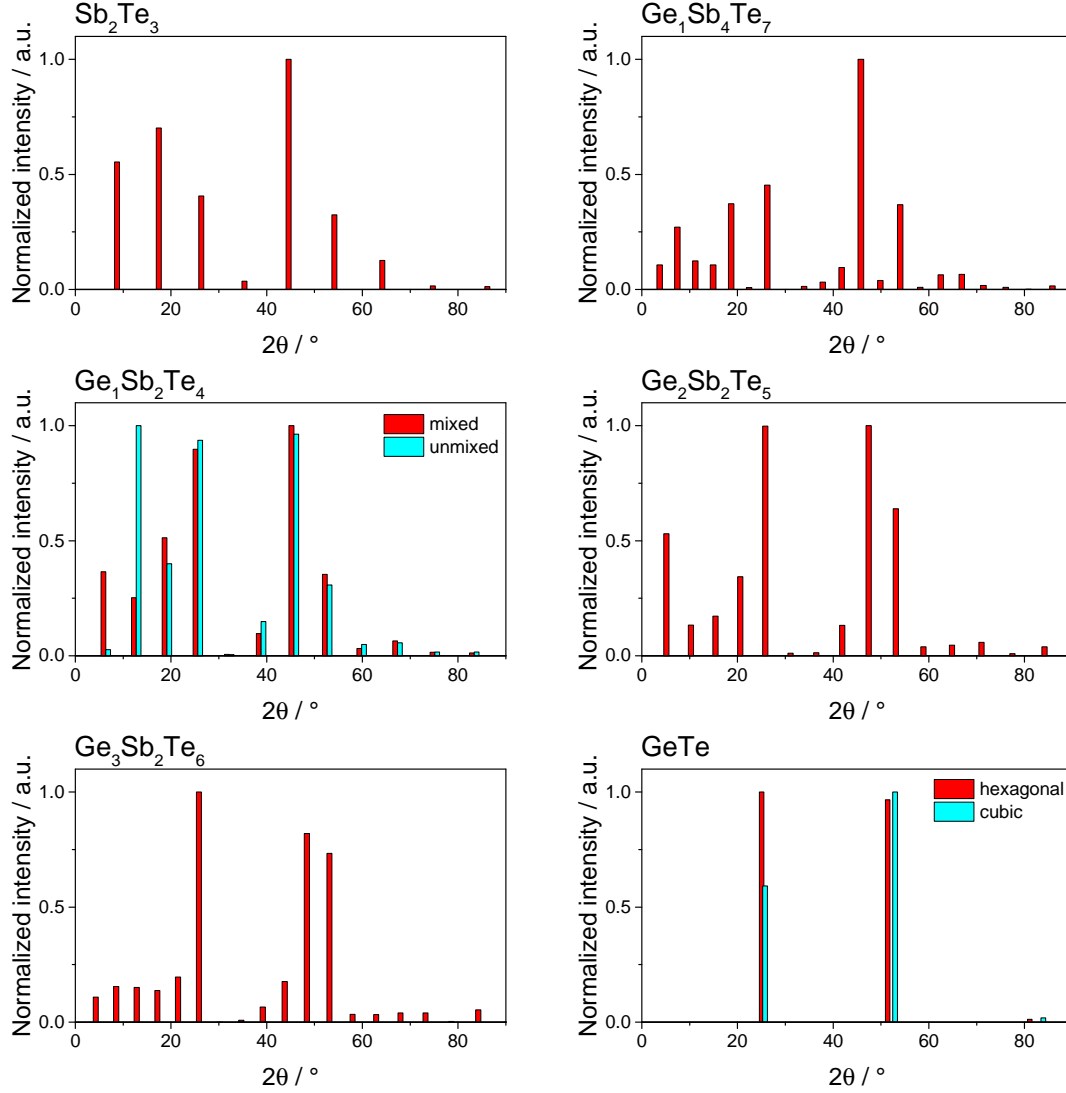 Sb2Te3
Normalized intensity / a.u.
1.0
0.5
0.0
0 20 40 60 80
2θ / °
Ge1Sb4Te7
Normalized intensity / a.u.
1.0
0.5
0.0
0 20 40 60 80
2θ / °
Ge1Sb2Te4
Normalized intensity / a.u.
1.0
0.5
0.0
mixed
unmixed
0 20 40 60 80
2θ / °
Ge2Sb2Te5
Normalized intensity / a.u.
1.0
0.5
0.0
0 20 40 60 80
2θ / °
Ge3Sb2Te6
Normalized intensity / a.u.
1.0
0.5
0.0
0 20 40 60 80
2θ / °
GeTe
Normalized intensity / a.u.
1.0
0.5
0.0
hexagonal
cubic
0 20 40 60 80
2θ / °